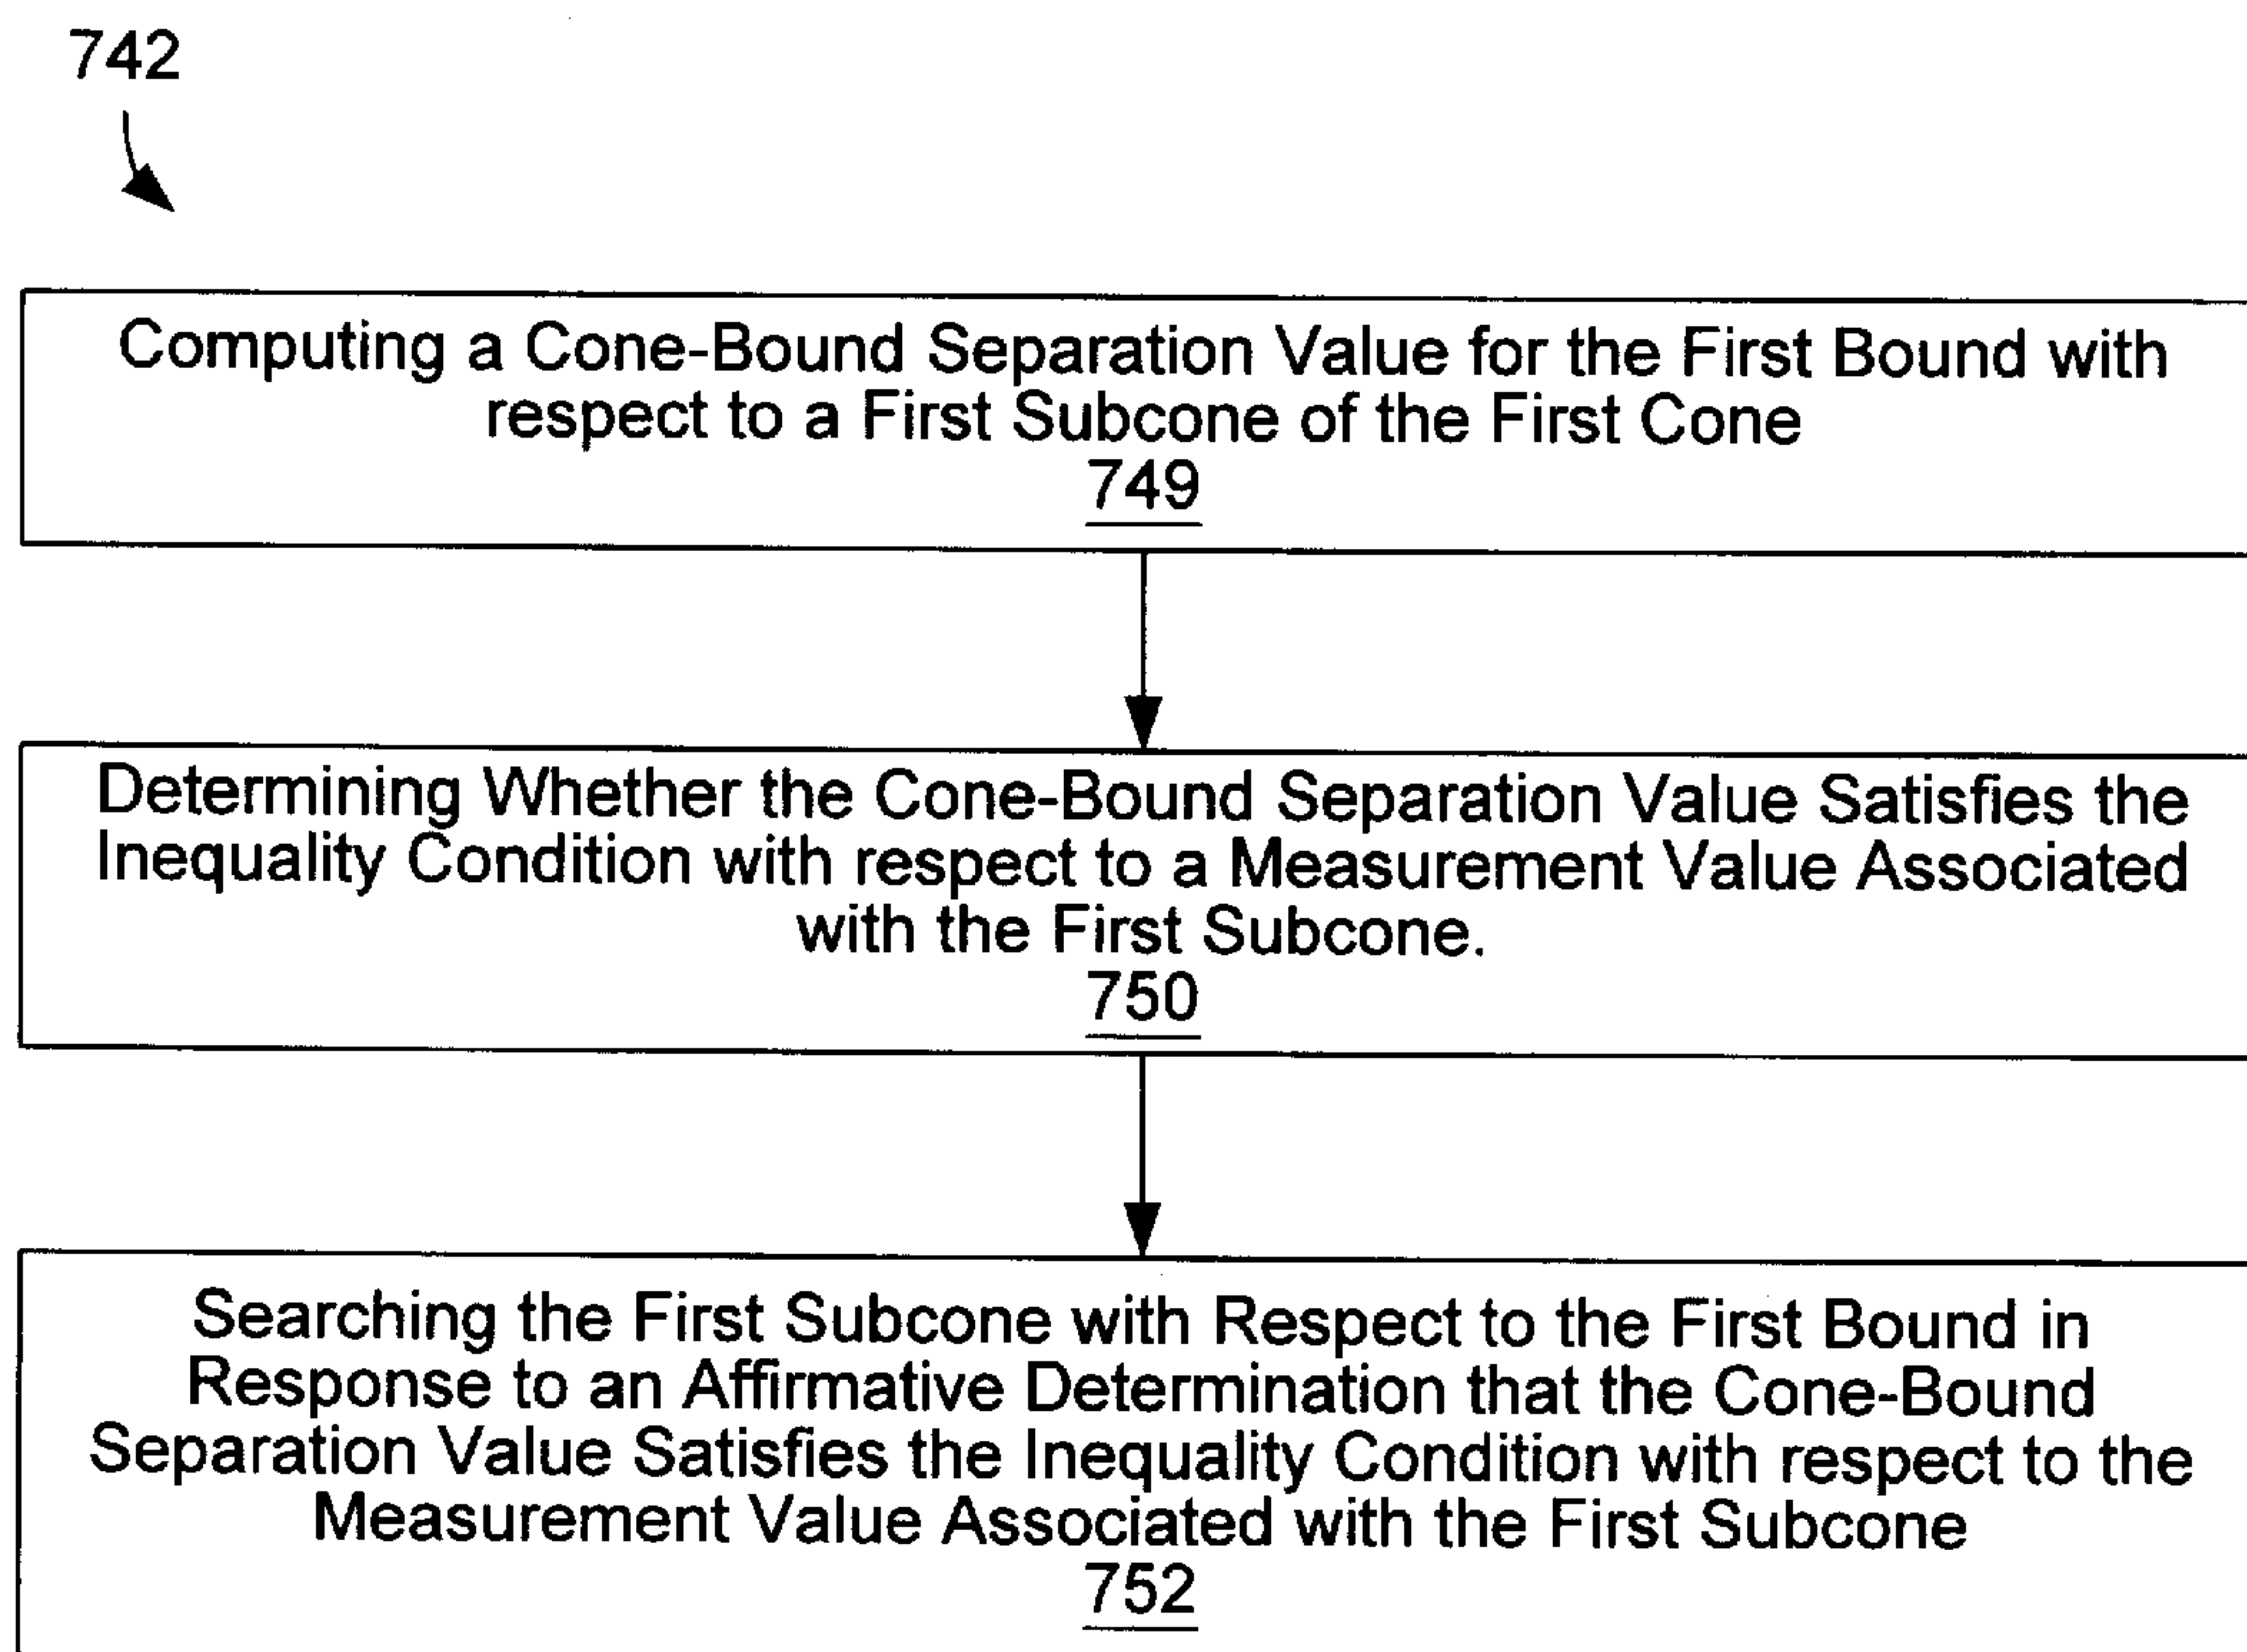 742
Computing a Cone-Bound Separation Value for the First Bound with
respect to a First Subcone of the First Cone
749
Determining Whether the Cone-Bound Separation Value Satisfies the
Inequality Condition with respect to a Measurement Value Associated
with the First Subcone.
750
Searching the First Subcone with Respect to the First Bound in
Response to an Affirmative Determination that the Cone-Bound
Separation Value Satisfies the Inequality Condition with respect to the
Measurement Value Associated with the First Subcone
752